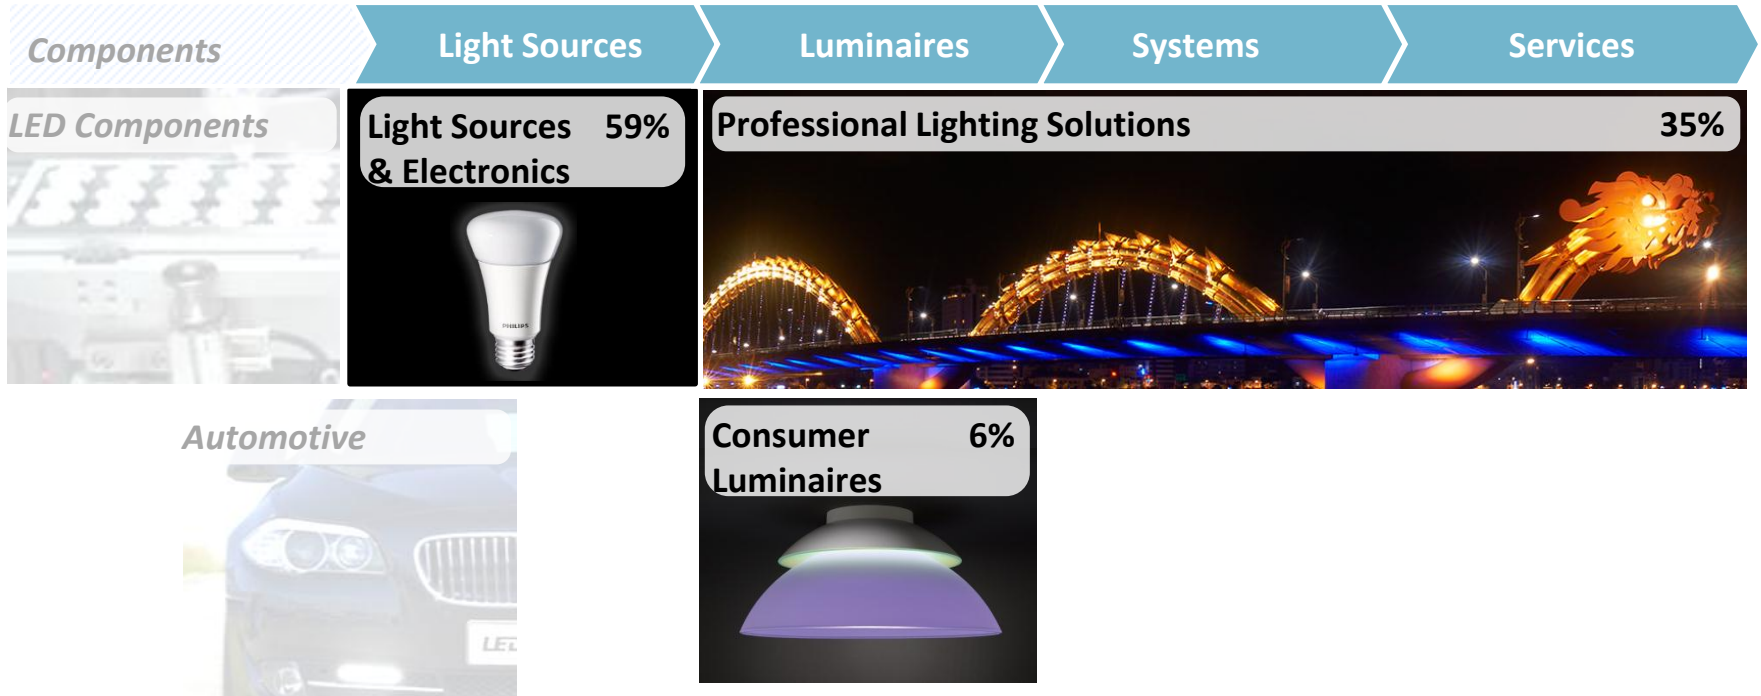 Components
Light Sources
Luminaires
Systems
Services
LED Components
Light Sources 59%
& Electronics
Professional Lighting Solutions 35%
PHILIPS
Automotive
Consumer 6%
Luminaires
LED